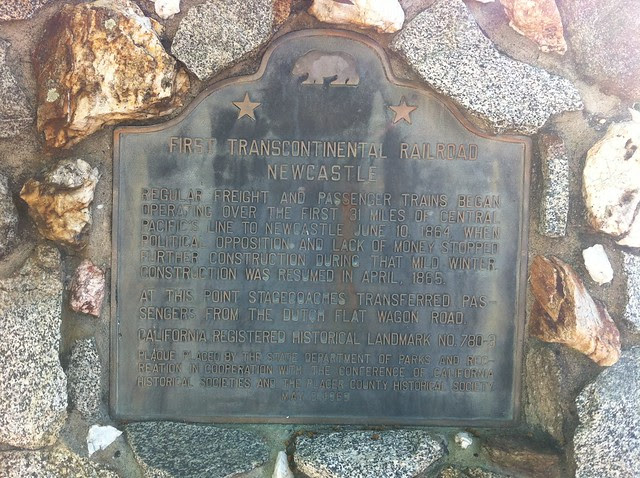 FIRST TRANSCONTINENTAL RAILROAD
NEWCASTLE
REGULAR FREIGHT AND PASSENGER TRAINS BEGAN
OPERATING OVER THE FIRST 31 MILES OF CENTRAL
PACIFIC'S LINE TO NEWCASTLE JUNE 10, 1864, WHEN
POLITICAL OPPOSITION AND LACK OF MONEY STOPPED
FURTHER CONSTRUCTION DURING THAT MILD WINTER.
CONSTRUCTION WAS RESUMED IN APRIL, 1865.
AT THIS POINT STAGECOACHES TRANSFERRED PAS-
SENGERS FROM THE DUTCH FLAT WAGON ROAD.
CALIFORNIA REGISTERED HISTORICAL LANDMARK NO. 780-2
PLAQUE PLACED BY THE STATE DEPARTMENT OF PARKS AND REC-
REATION IN COOPERATION WITH THE CONFERENCE OF CALIFORNIA
HISTORICAL SOCIETIES AND THE PLACER COUNTY HISTORICAL SOCIETY
MAY 1969